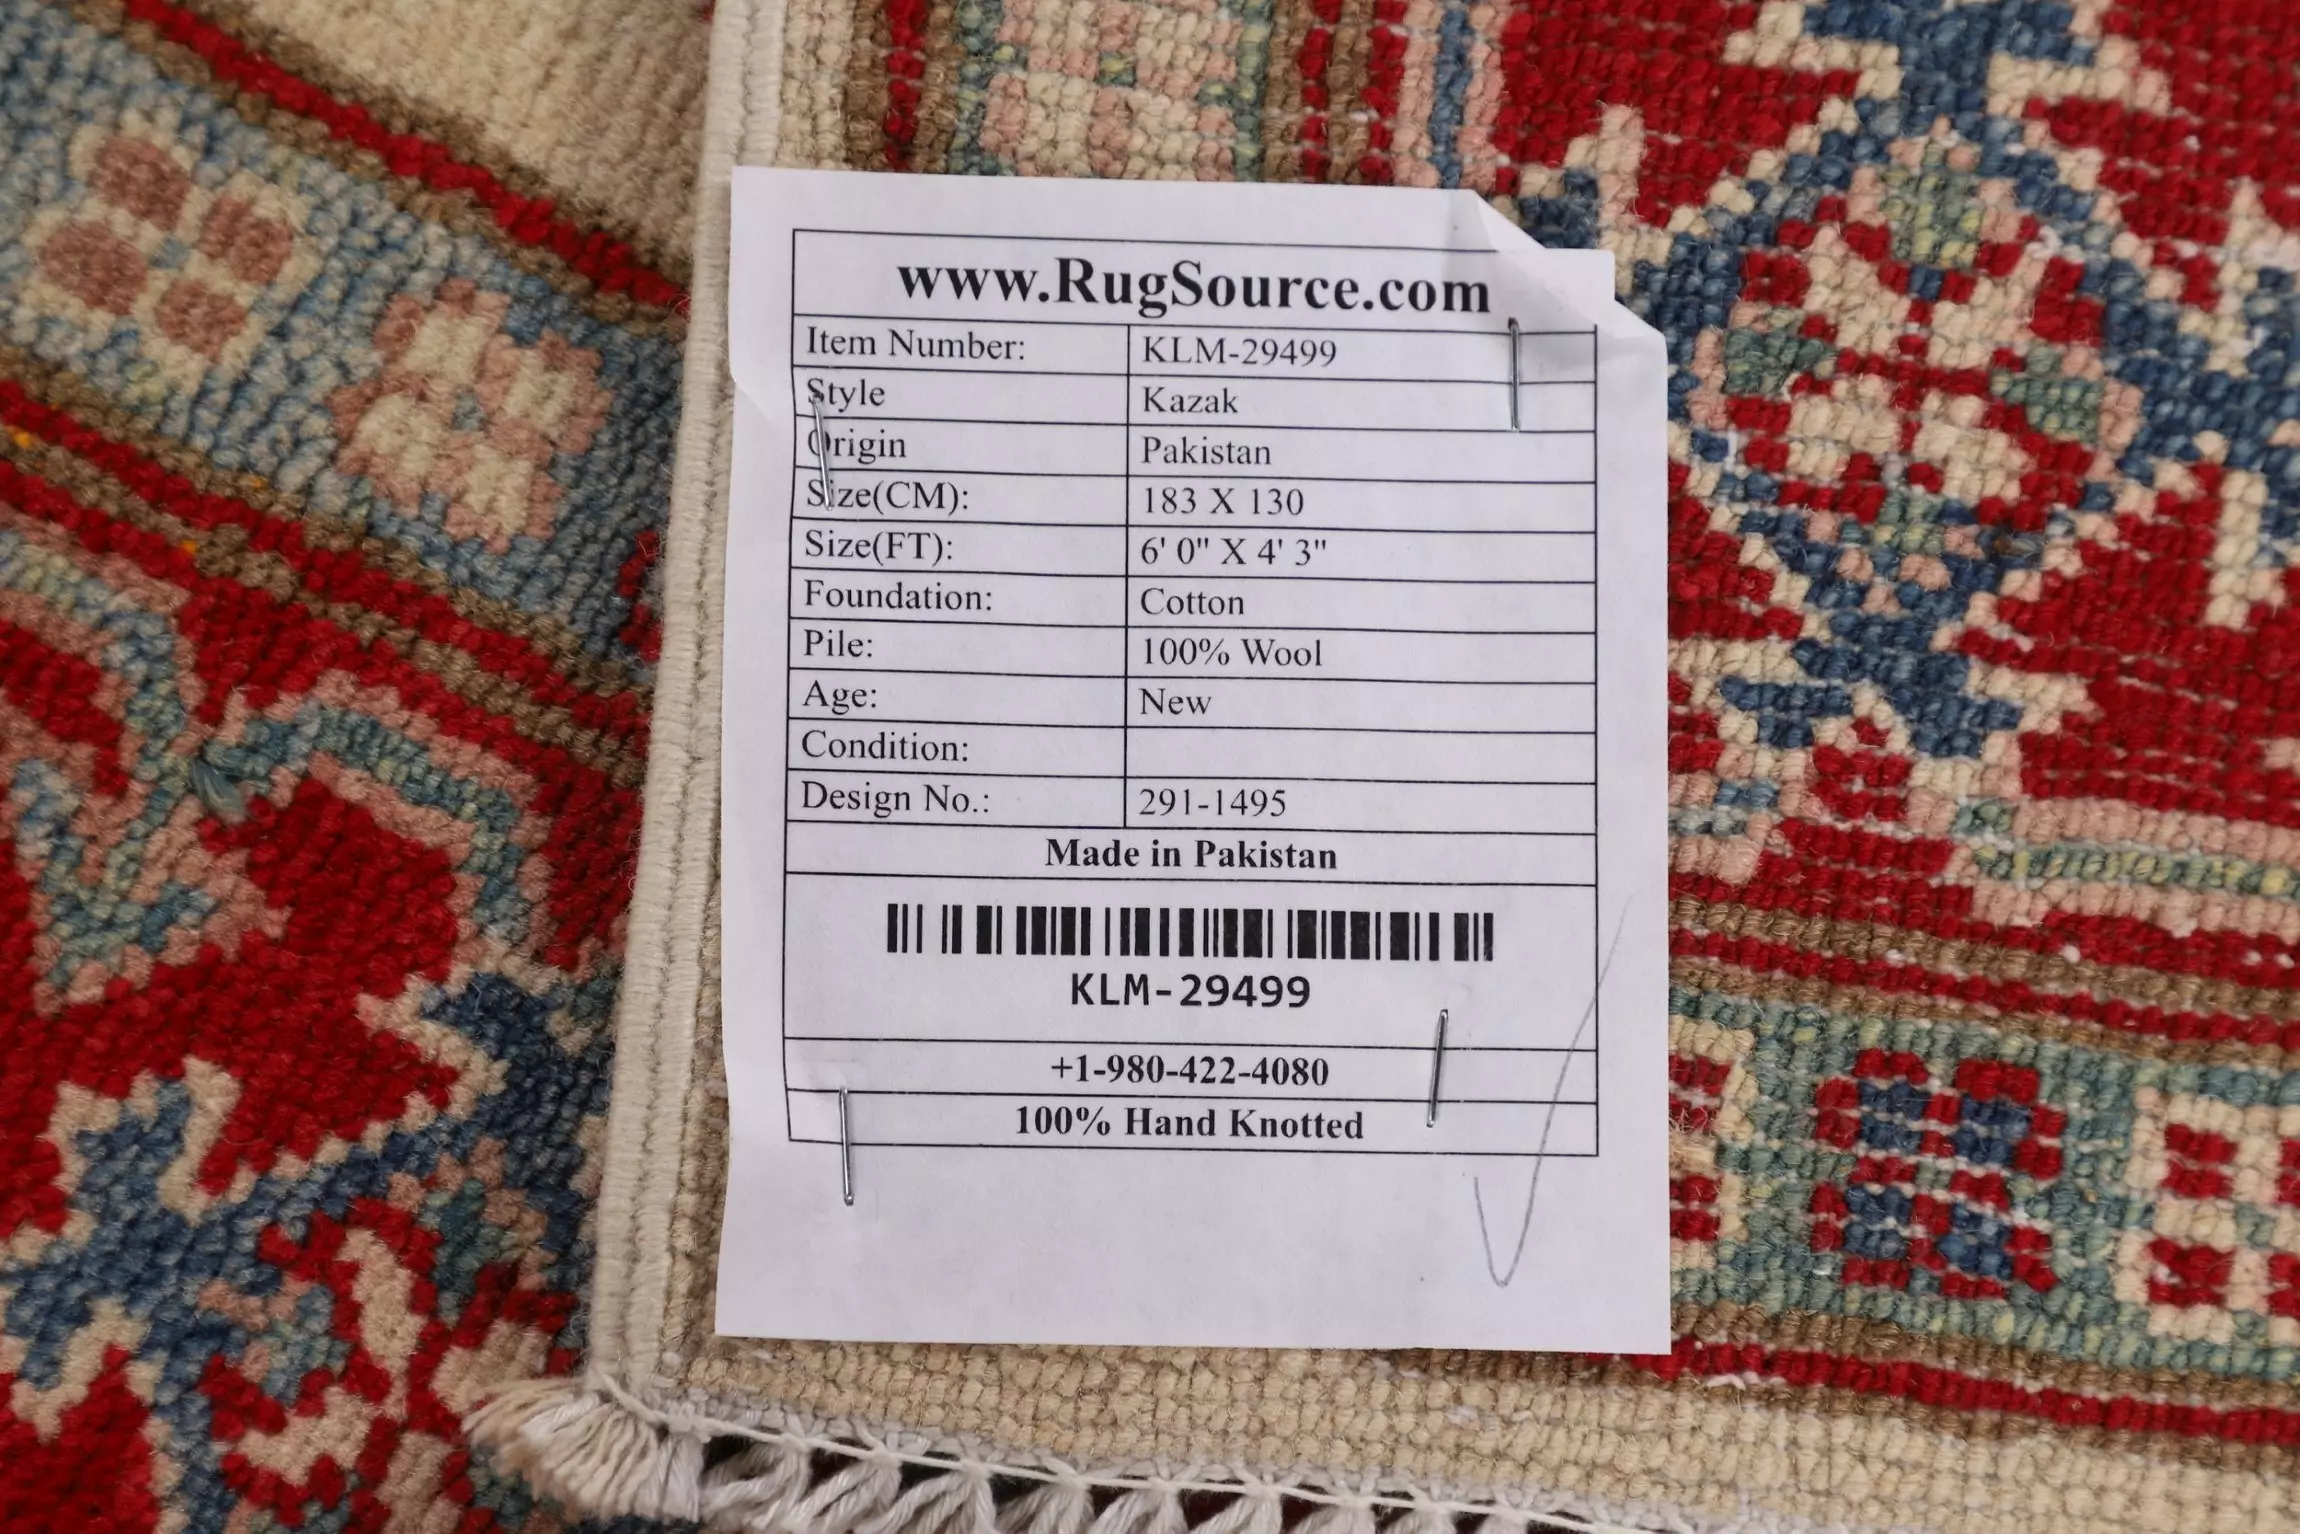 www.RugSource.com
Item Number: KLM-29499
Style Kazak
Origin Pakistan
Size(CM): 183 X 130
Size(FT): 6' 0" X 4' 3"
Foundation: Cotton
Pile: 100% Wool
Age: New
Condition:
Design No.: 291-1495
Made in Pakistan
KLM-29499
+1-980-422-4080
100% Hand Knotted